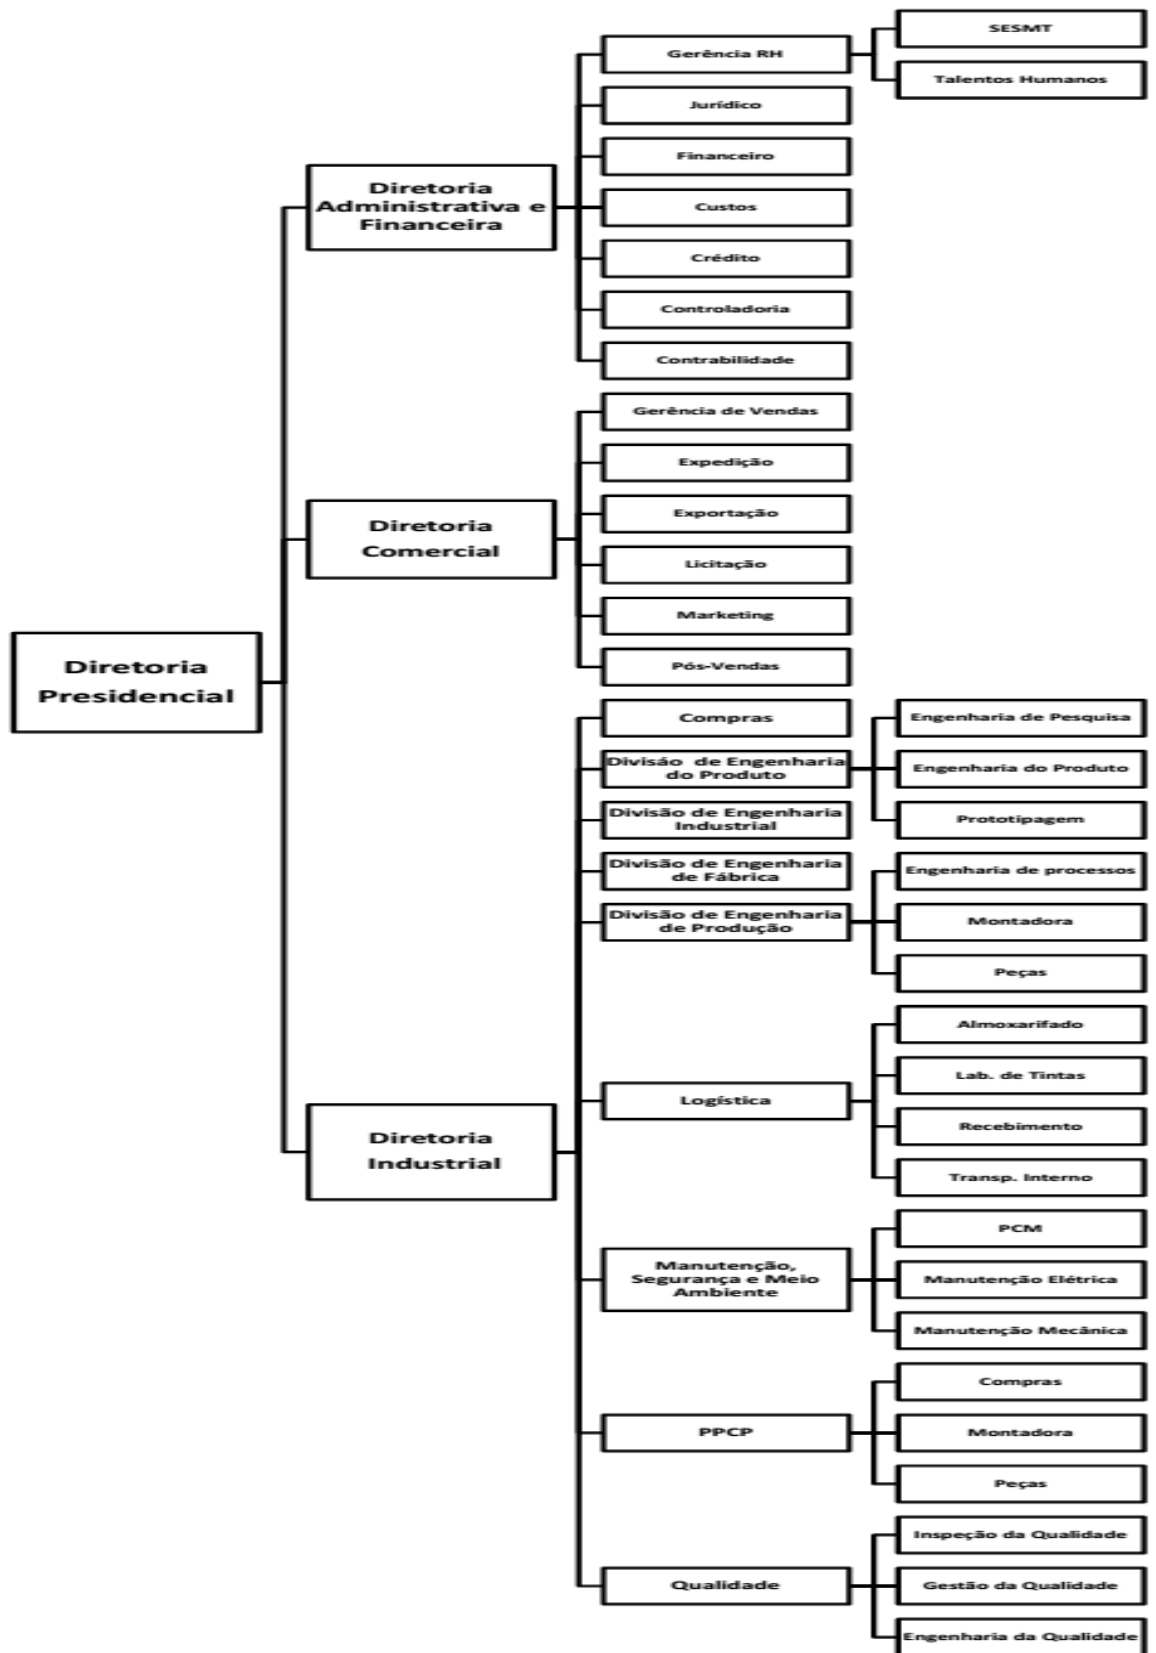 Diretoria
Presidencial
Diretoria
Administrativa e
Financeira
Gerência RH
SESMT
Talentos Humanos
Jurídico
Financeiro
Custos
Crédito
Controladoria
Contrabilidade
Diretoria
Comercial
Gerência de Vendas
Expedição
Exportação
Licitação
Marketing
Pós-Vendas
Diretoria
Industrial
Compras
Divisáo de Engenharia
do Produto
Engenharia de Pesquisa
Engenharia do Produto
Prototipagem
Divisão de Engenharia
Industrial
Divisão de Engenharia
de Fábrica
Divisão de Engenharia
de Produção
Engenharia de processos
Montadora
Peças
Logística
Almoxarifado
Lab. de Tintas
Recebimento
Transp. Interno
Manutenção,
Segurança e Meio
Ambiente
PCM
Manutenção Elétrica
Manutenção Mecânica
PPCP
Compras
Montadora
Peças
Qualidade
Inspeção da Qualidade
Gestão da Qualidade
Engenharia da Qualidade